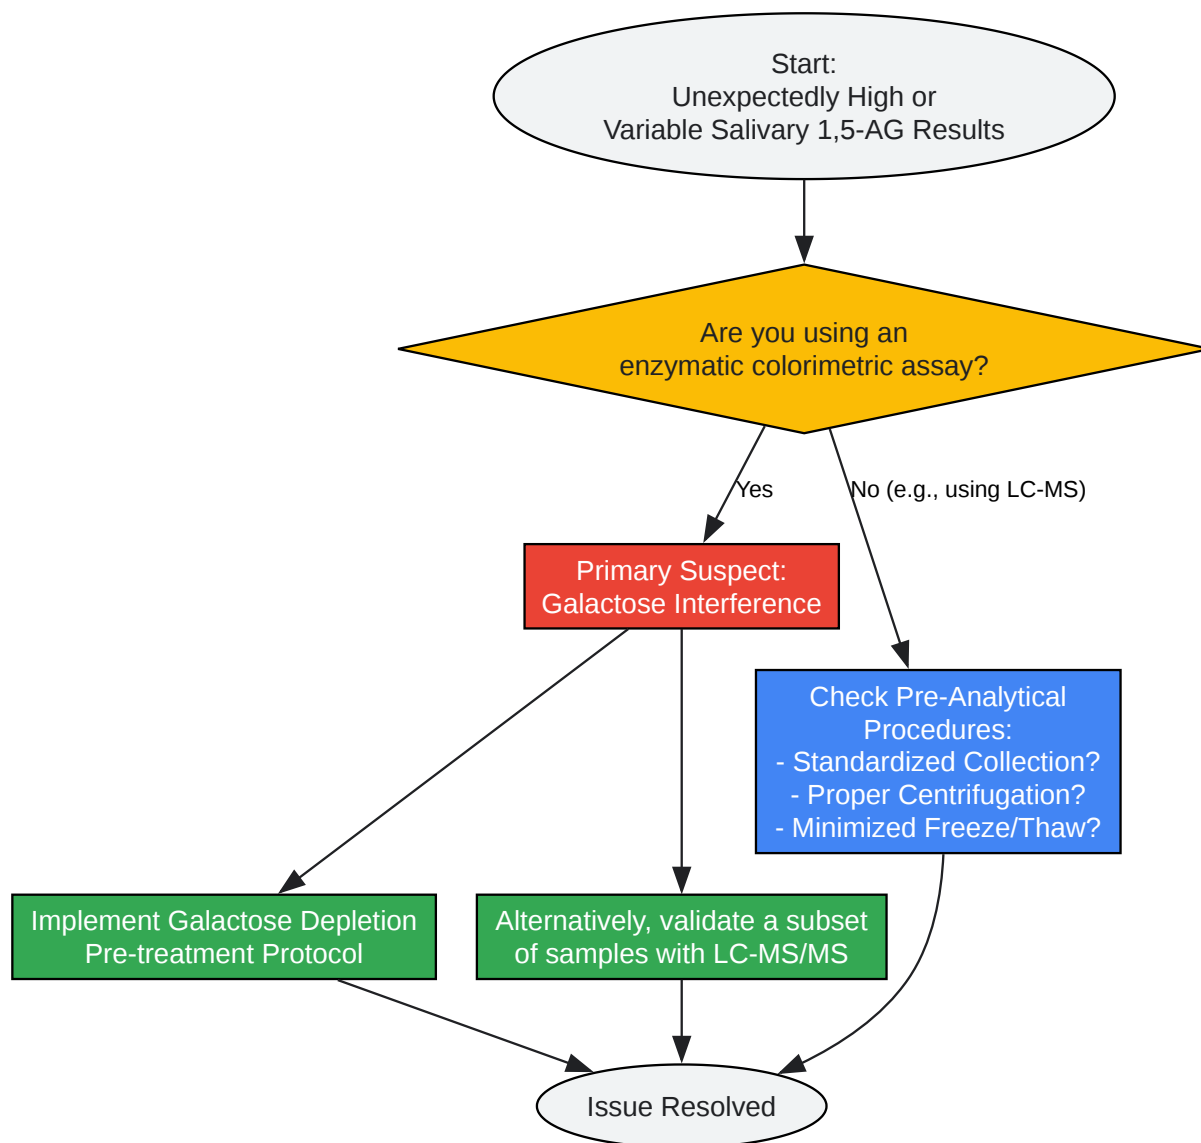 Start:
Unexpectedly High or
Variable Salivary 1,5-AG Results
Are you using an
enzymatic colorimetric assay?
Yes
No (e.g., using LC-MS)
Primary Suspect:
Galactose Interference
Check Pre-Analytical
Procedures:
- Standardized Collection?
- Proper Centrifugation?
- Minimized Freeze/Thaw?
Implement Galactose Depletion
Pre-treatment Protocol
Alternatively, validate a subset
of samples with LC-MS/MS
Issue Resolved